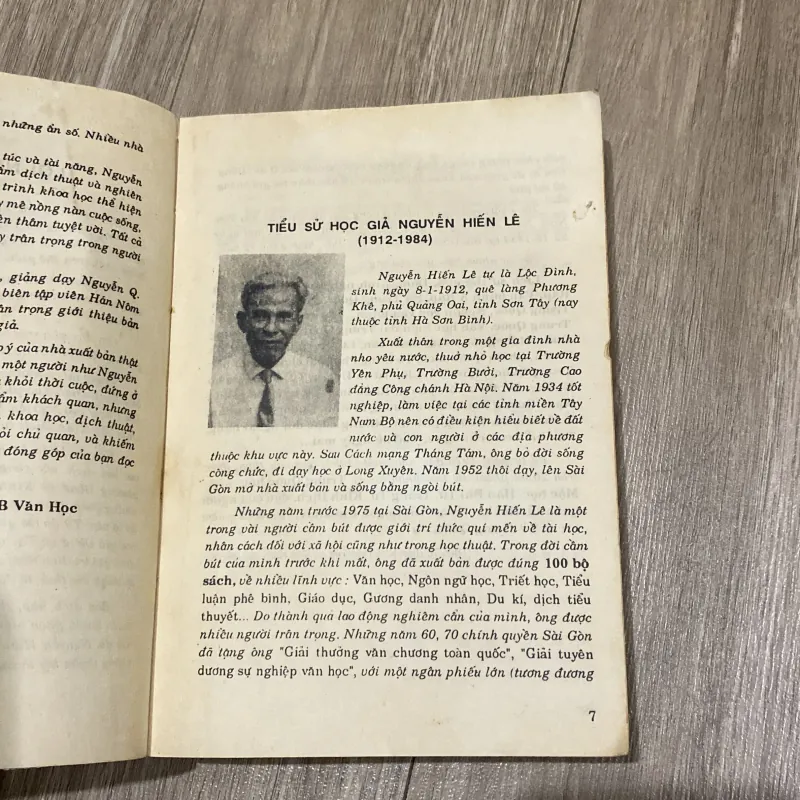 những ẩn số. Nhiều nhà
túc và tài năng, Nguyễn
ẩm dịch thuật và nghiên
trình khoa học thể hiện
y mê nồng nàn cuộc sống,
ên thâm tuyệt vời. Tất cả
y trân trọng trong người
, giảng dạy Nguyễn Q.
biên tập viên Hán Nôm
ân trọng giới thiệu bản
giả.
p ý của nhà xuất bản thật
một người như Nguyễn
khỏi thời cuộc, đứng ở
ẩm khách quan, nhưng
, khoa học, dịch thuật,
ỏi chủ quan, và khiếm
đóng góp của bạn đọc
B Văn Học
TIỂU SỬ HỌC GIẢ NGUYỄN HIẾN LÊ
(1912-1984)
Nguyễn Hiến Lê tự là Lộc Đình,
sinh ngày 8-1-1912, quê làng Phương
Khê, phủ Quảng Oai, tỉnh Sơn Tây (nay
thuộc tỉnh Hà Sơn Bình).
Xuất thân trong một gia đình nhà
nho yêu nước, thuở nhỏ học tại Trường
Yên Phụ, Trường Bưởi, Trường Cao
đẳng Công chánh Hà Nội. Năm 1934 tốt
nghiệp, làm việc tại các tỉnh miền Tây
Nam Bộ nên có điều kiện hiểu biết về đất
nước và con người ở các địa phương
thuộc khu vực này. Sau Cách mạng Tháng Tám, ông bỏ đời sống
công chức, đi dạy học ở Long Xuyên. Năm 1952 thôi dạy, lên Sài
Gòn mở nhà xuất bản và sống bằng ngòi bút.
Những năm trước 1975 tại Sài Gòn, Nguyễn Hiến Lê là một
trong vài người cầm bút được giới trí thức quí mến về tài học,
nhân cách đối với xã hội cũng như trong học thuật. Trong đời cầm
bút của mình trước khi mất, ông đã xuất bản được đúng 100 bộ
sách, về nhiều lĩnh vực : Văn học, Ngôn ngữ học, Triết học, Tiểu
luận phê bình, Giáo dục, Gương danh nhân, Du kí, dịch tiểu
thuyết... Do thành quả lao động nghiêm cẩn của mình, ông được
nhiều người trân trọng. Những năm 60, 70 chính quyền Sài Gòn
đã tặng ông "Giải thưởng văn chương toàn quốc", "Giải tuyên
dương sự nghiệp văn học", với một ngân phiếu lớn (tương đương
7